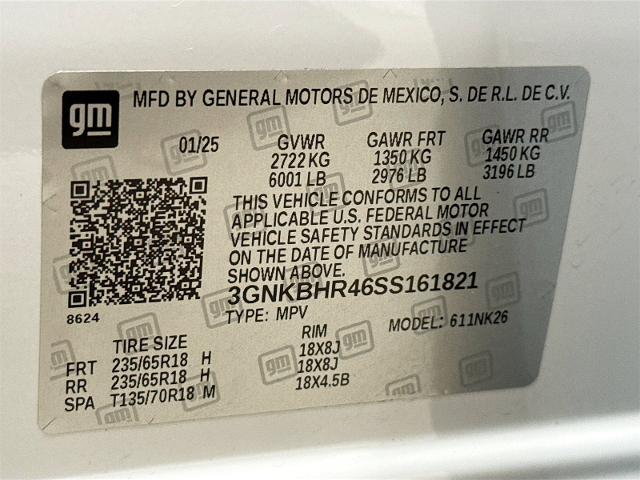 gm MFD BY GENERAL MOTORS DE MEXICO, S. DE R.L. DE C.V.
01/25 GVWR GAWR FRT GAWR RR
2722 KG 1350 KG 1450 KG
6001 LB 2976 LB 3196 LB
THIS VEHICLE CONFORMS TO ALL
APPLICABLE U.S. FEDERAL MOTOR
VEHICLE SAFETY STANDARDS IN EFFECT
ON THE DATE OF MANUFACTURE
SHOWN ABOVE.
3GNKBHR46SS161821
8624 TYPE: MPV MODEL: 611NK26
TIRE SIZE RIM
FRT 235/65R18 H 18X8J
RR 235/65R18 H 18X8J
SPA T135/70R18 M 18X4.5B